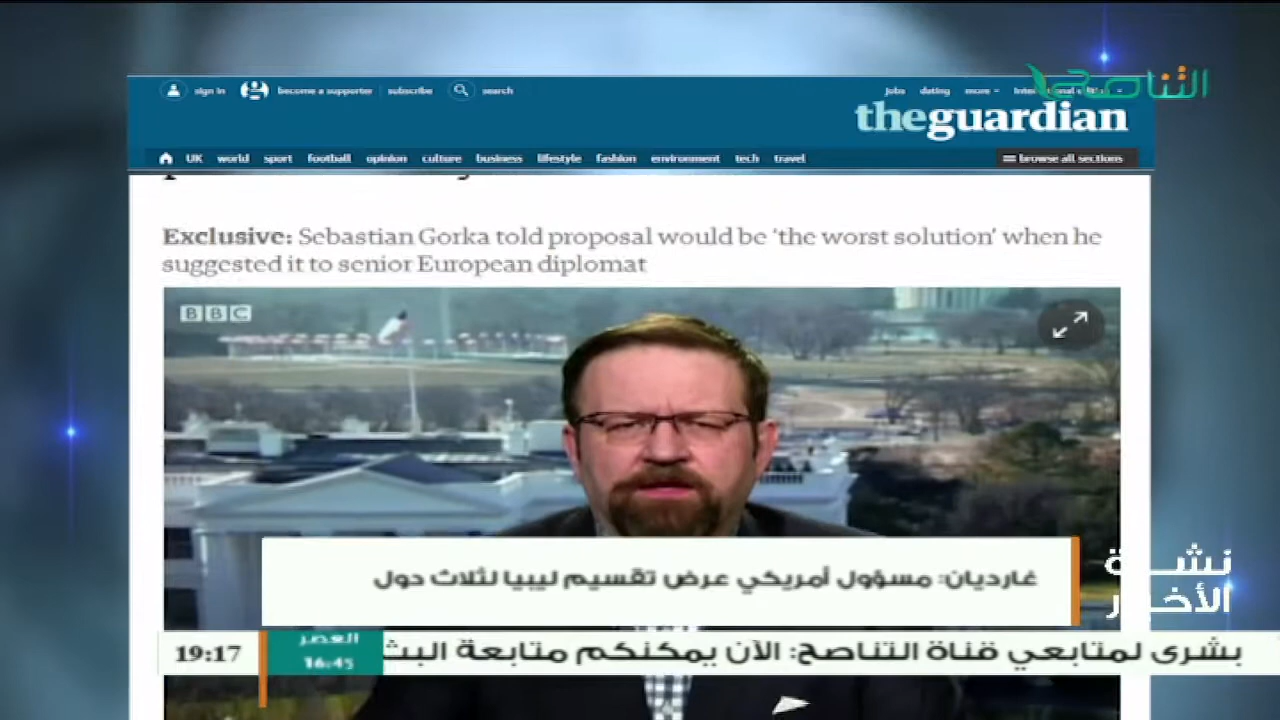 التناصح
sign in become a supporter subscribe search jobs dating more International edition
theguardian
UK world sport football opinion culture business lifestyle fashion environment tech travel browse all sections
Exclusive: Sebastian Gorka told proposal would be ‘the worst solution’ when he
suggested it to senior European diplomat
BBC
غارديان: مسؤول أمريكي عرض تقسيم ليبيا لثلاث دول
نشرة
الأخبار
بشرى لمتابعي قناة التناصح: الآن يمكنكم متابعة
العصر
16:45
19:17